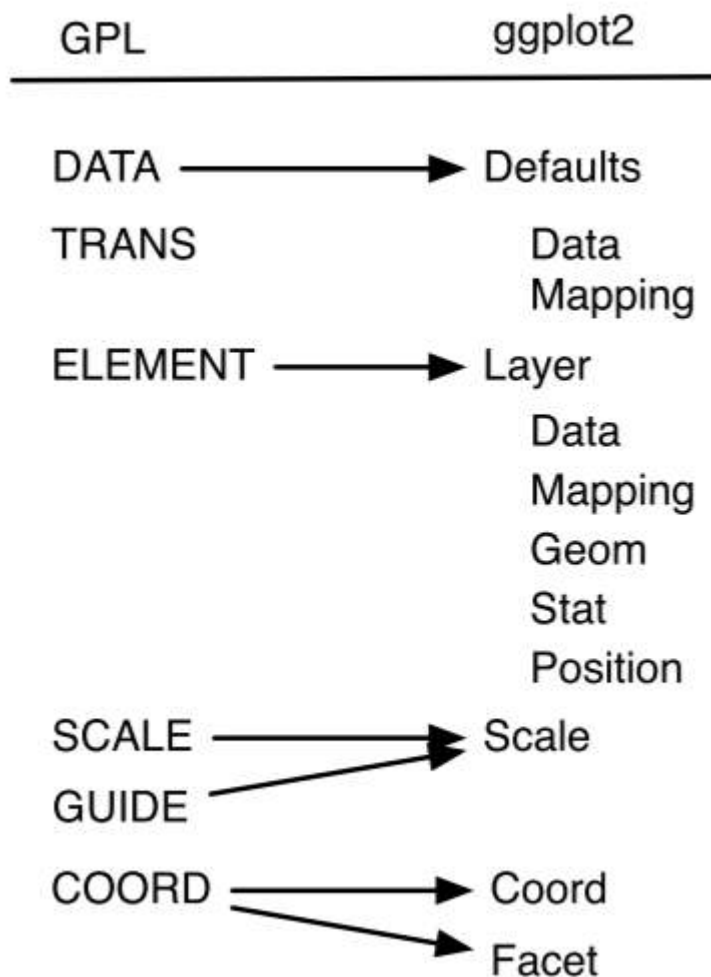 GPL ggplot2
DATA Defaults
TRANS Data
Mapping
ELEMENT Layer
Data
Mapping
Geom
Stat
Position
SCALE Scale
GUIDE
COORD Coord
Facet